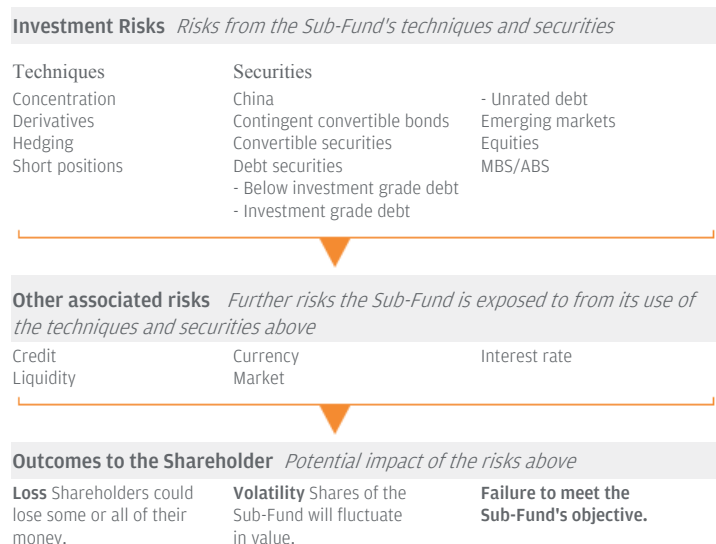 Investment Risks Risks from the Sub-Fund's techniques and securities
Techniques
Concentration
Derivatives
Hedging
Short positions
Securities
China
Contingent convertible bonds
Convertible securities
Debt securities
- Below investment grade debt
- Investment grade debt
- Unrated debt
Emerging markets
Equities
MBS/ABS
Other associated risks Further risks the Sub-Fund is exposed to from its use of
the techniques and securities above
Credit
Liquidity
Currency
Market
Interest rate
Outcomes to the Shareholder Potential impact of the risks above
Loss Shareholders could
lose some or all of their
money.
Volatility Shares of the
Sub-Fund will fluctuate
in value.
Failure to meet the
Sub-Fund's objective.